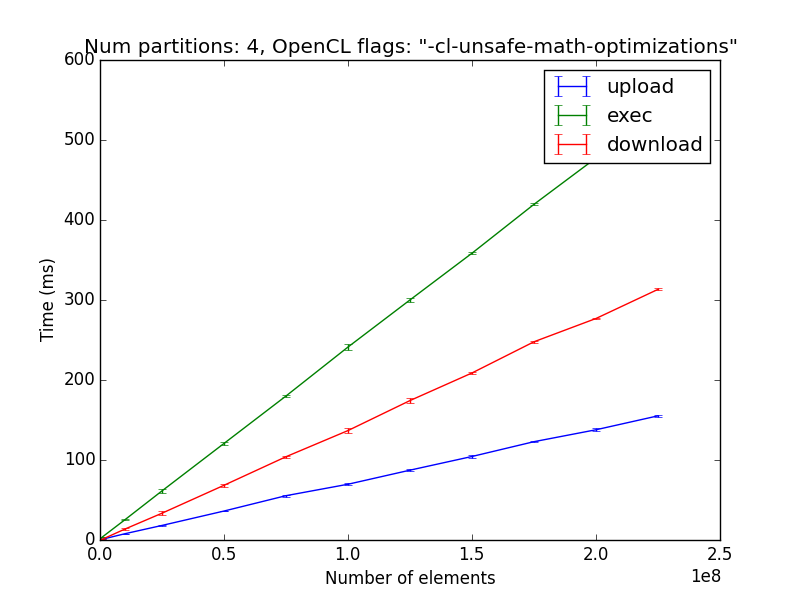 Num partitions: 4, OpenCL flags: "-cl-unsafe-math-optimizations"
600
500
400
300
200
100
0
Time (ms)
upload
exec
download
0.0 0.5 1.0 1.5 2.0 2.5
1e8
Number of elements